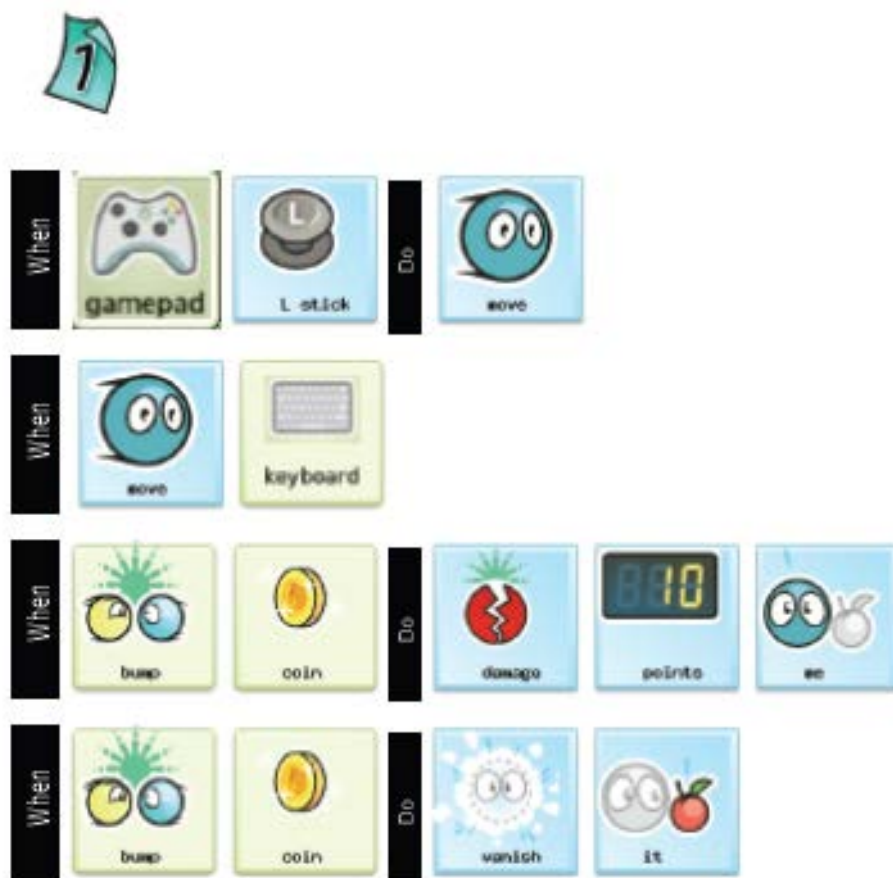 1
When gamepad L L stick Do move
When move keyboard
When bump coin Do damage 10 points me
When bump coin Do vanish it